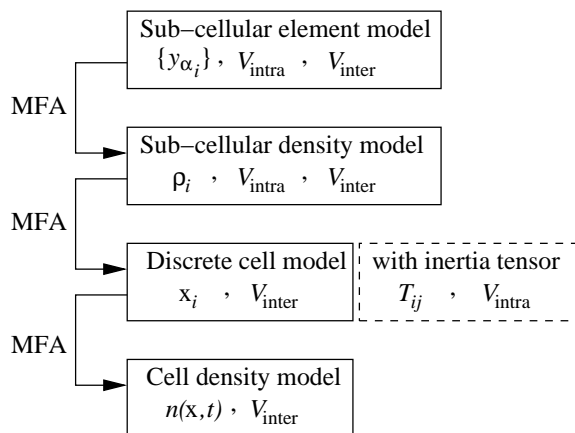 Sub−cellular element model
{y_{α_i}} , V_intra , V_inter
MFA
Sub−cellular density model
ρ_i , V_intra , V_inter
MFA
Discrete cell model
x_i , V_inter
with inertia tensor
T_ij , V_intra
MFA
Cell density model
n(x,t) , V_inter